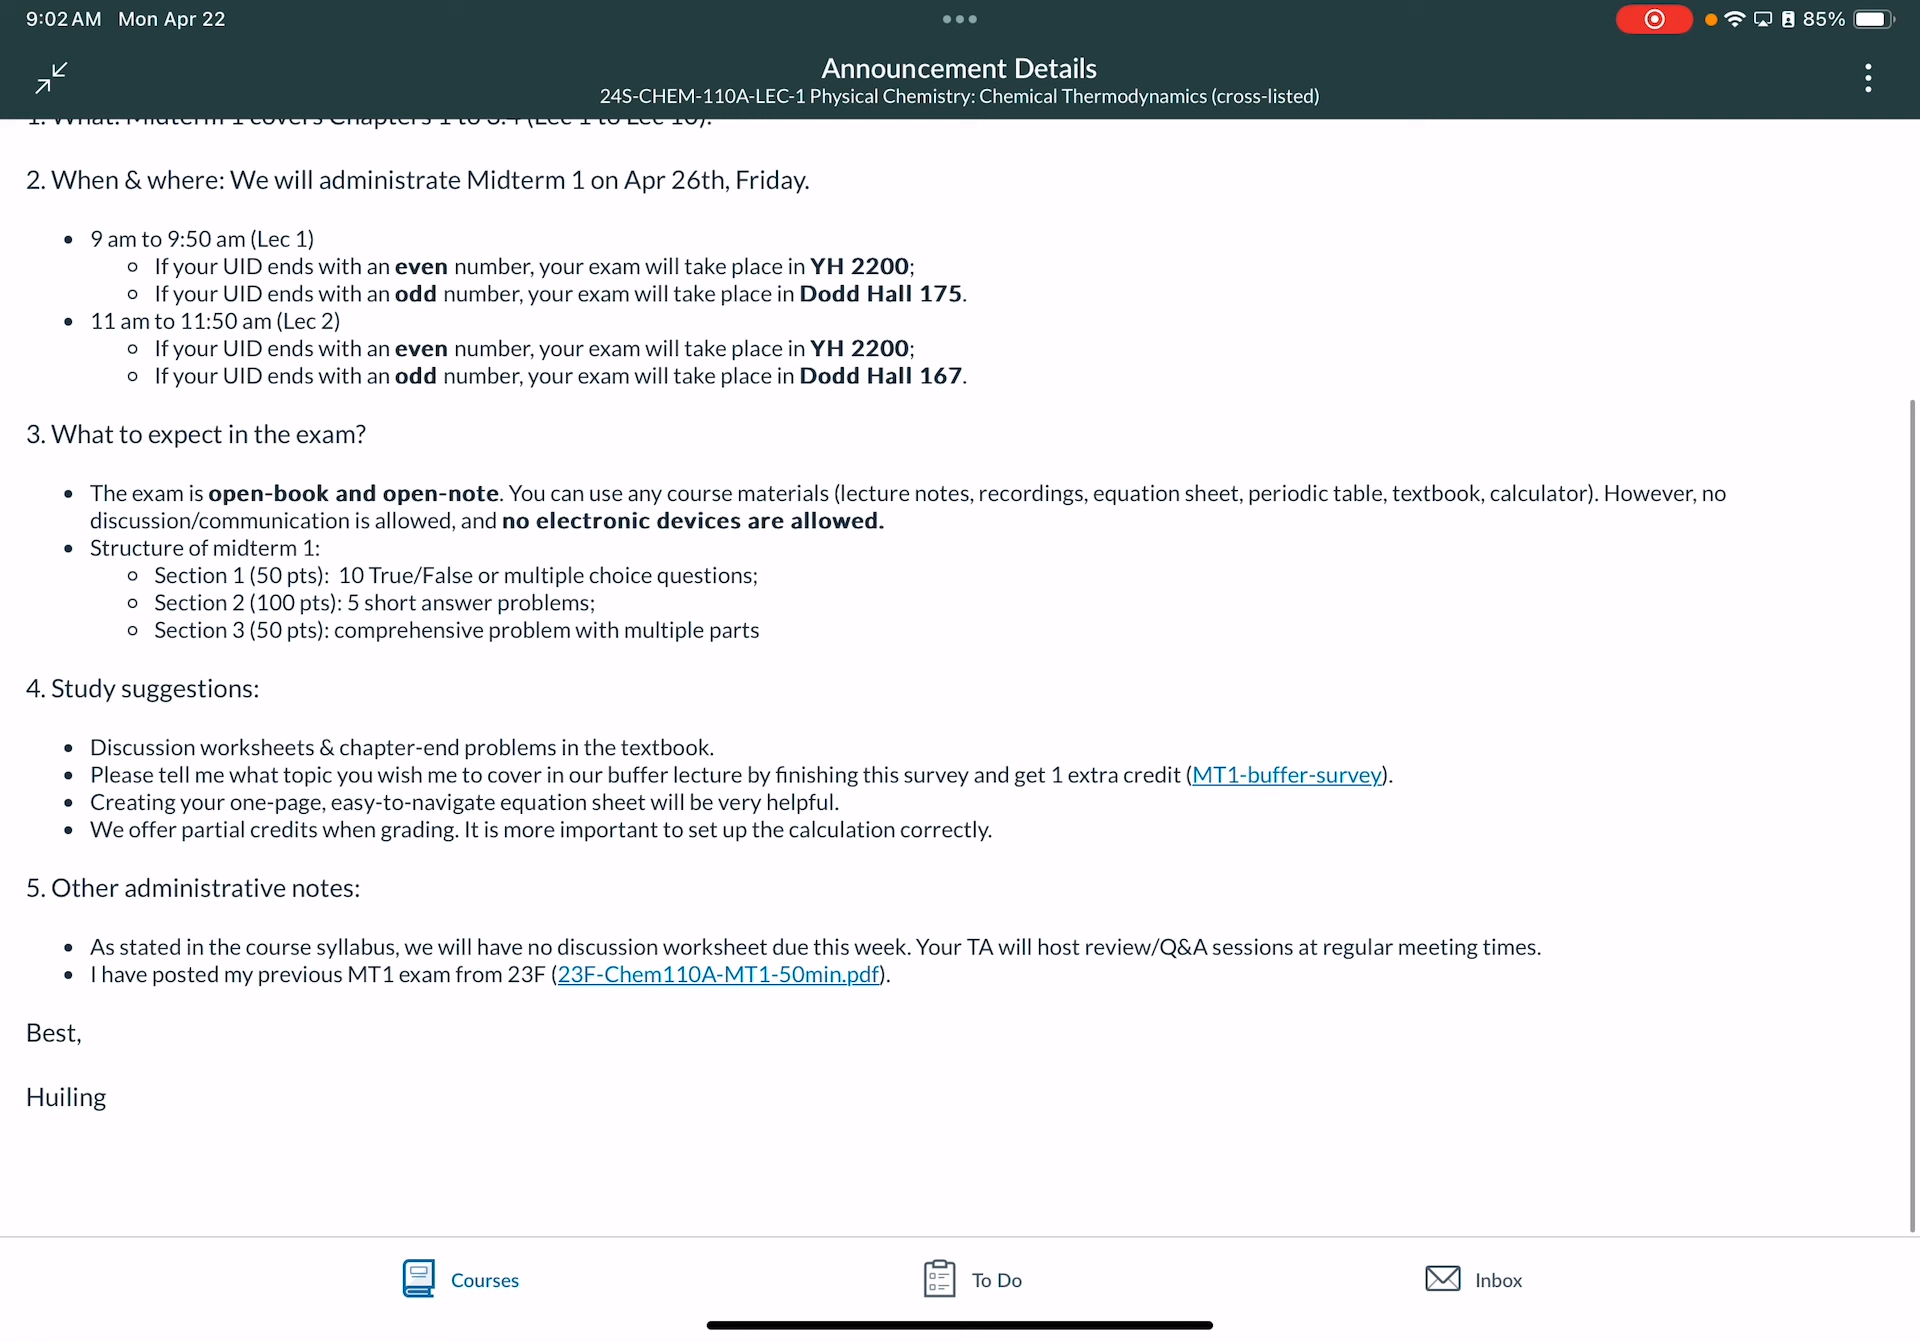 9:02 AM Mon Apr 22
85%
Announcement Details
24S-CHEM-110A-LEC-1 Physical Chemistry: Chemical Thermodynamics (cross-listed)
1. What: Midterm 1 covers Chapters 1 to 3.4 (Lec 1 to Lec 10).
2. When & where: We will administrate Midterm 1 on Apr 26th, Friday.
9 am to 9:50 am (Lec 1)
If your UID ends with an even number, your exam will take place in YH 2200;
If your UID ends with an odd number, your exam will take place in Dodd Hall 175.
11 am to 11:50 am (Lec 2)
If your UID ends with an even number, your exam will take place in YH 2200;
If your UID ends with an odd number, your exam will take place in Dodd Hall 167.
3. What to expect in the exam?
The exam is open-book and open-note. You can use any course materials (lecture notes, recordings, equation sheet, periodic table, textbook, calculator). However, no
discussion/communication is allowed, and no electronic devices are allowed.
Structure of midterm 1:
Section 1 (50 pts): 10 True/False or multiple choice questions;
Section 2 (100 pts): 5 short answer problems;
Section 3 (50 pts): comprehensive problem with multiple parts
4. Study suggestions:
Discussion worksheets & chapter-end problems in the textbook.
Please tell me what topic you wish me to cover in our buffer lecture by finishing this survey and get 1 extra credit (MT1-buffer-survey).
Creating your one-page, easy-to-navigate equation sheet will be very helpful.
We offer partial credits when grading. It is more important to set up the calculation correctly.
5. Other administrative notes:
As stated in the course syllabus, we will have no discussion worksheet due this week. Your TA will host review/Q&A sessions at regular meeting times.
I have posted my previous MT1 exam from 23F (23F-Chem110A-MT1-50min.pdf).
Best,
Huiling
Courses
To Do
Inbox